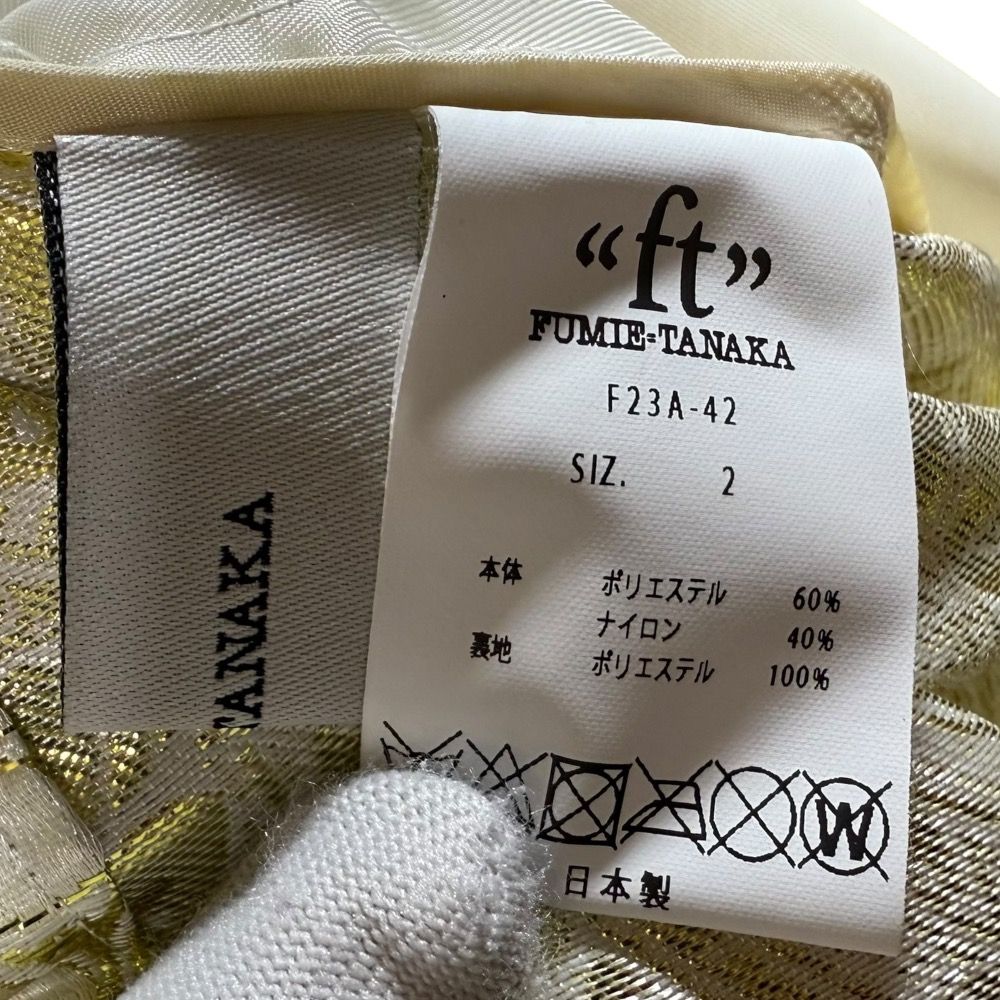 “ft”
FUMIE=TANAKA
F23A-42
SIZ. 2
本体 ポリエステル 60%
ナイロン 40%
裏地 ポリエステル 100%
W
日本製
TANAKA